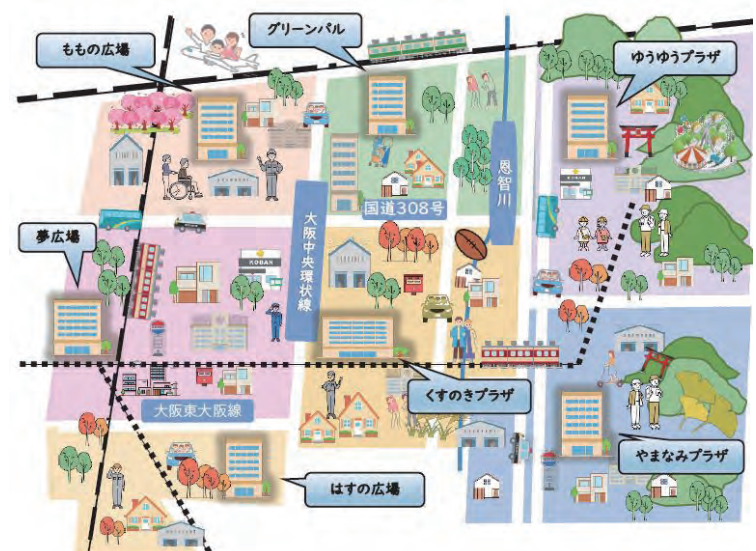 グリーンパル
ももの広場
ゆうゆうプラザ
恩智川
国道308号
大阪中央環状線
夢広場
KOBAN
くすのきプラザ
大阪東大阪線
やまなみプラザ
はすの広場